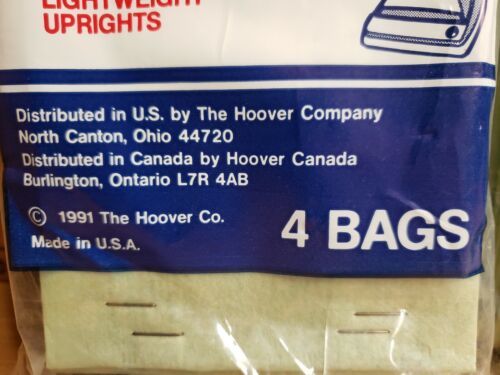 LIGHTWEIGHT
UPRIGHTS
Distributed in U.S. by The Hoover Company
North Canton, Ohio 44720
Distributed in Canada by Hoover Canada
Burlington, Ontario L7R 4AB
© 1991 The Hoover Co.
Made in U.S.A.
4 BAGS